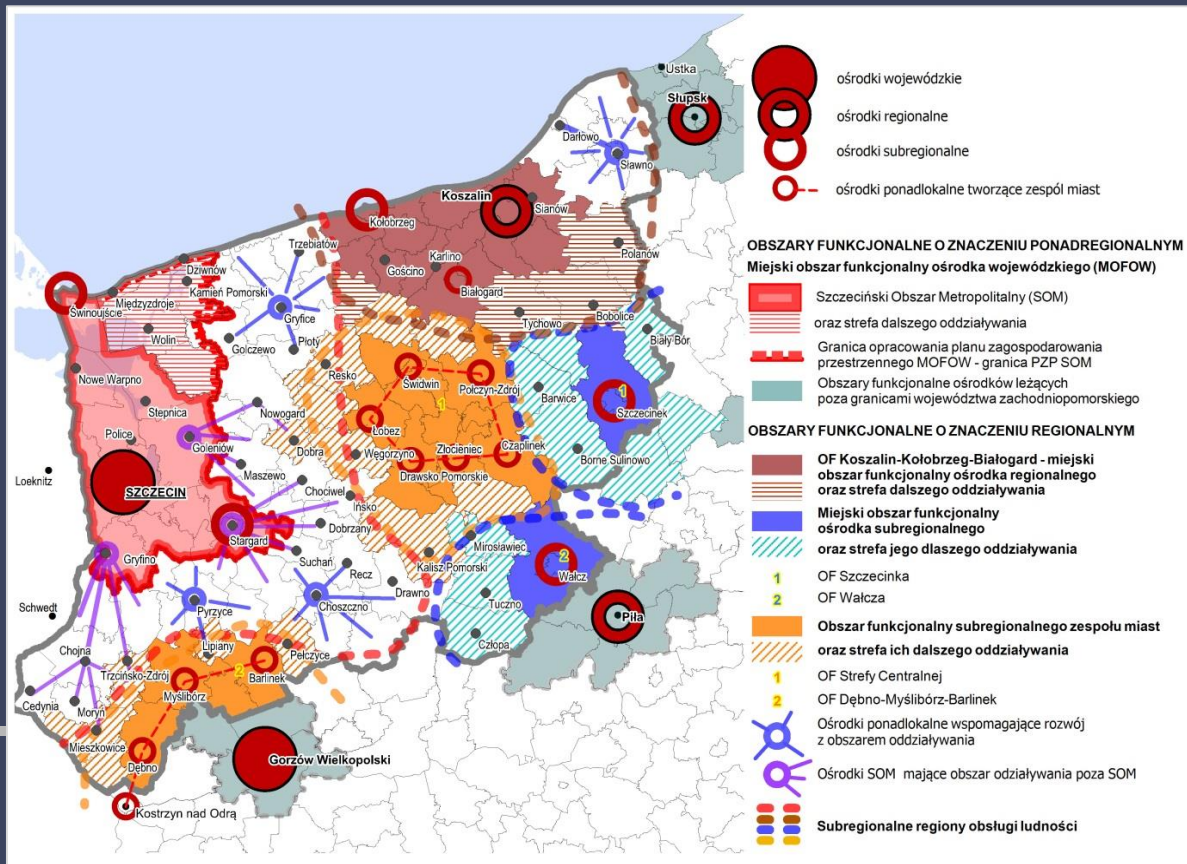 Ustka
Słupsk
Darłowo
Sławno
Koszalin
Sianów
Kołobrzeg
Trzebiatów
Gościno
Karlino
Białogard
Polanów
Dziwnów
Kamień Pomorski
Międzyzdroje
Świnoujście
Wolin
Gryfice
Golczewo
Płoty
Tychowo
Bobolice
Biały Bór
Resko
Świdwin
Połczyn-Zdrój
Barwice
1
Szczecinek
Nowe Warpno
Stepnica
Nowogard
Łobez
1
Police
Goleniów
Dobra
Węgorzyno
Złocieniec
Czaplinek
Borne Sulinowo
Drawsko Pomorskie
Maszewo
Loeknitz
SZCZECIN
Chociwel
Ińsko
Stargard
Dobrzany
Mirosławiec
Gryfino
Suchań
Kalisz Pomorski
2
Wałcz
Recz
Drawno
Schwedt
Pyrzyce
Choszczno
Tuczno
Piła
Człopa
Lipiany
Pełczyce
Chojna
Trzcińsko-Zdrój
2
Barlinek
Myślibórz
Cedynia
Moryń
Mieszkowice
Dębno
Gorzów Wielkopolski
Kostrzyn nad Odrą
ośrodki wojewódzkie
ośrodki regionalne
ośrodki subregionalne
ośrodki ponadlokalne tworzące zespół miast
OBSZARY FUNKCJONALNE O ZNACZENIU PONADREGIONALNYM
Miejski obszar funkcjonalny ośrodka wojewódzkiego (MOFOW)
Szczeciński Obszar Metropolitalny (SOM)
oraz strefa dalszego oddziaływania
Granica opracowania planu zagospodarowania
przestrzennego MOFOW - granica PZP SOM
Obszary funkcjonalne ośrodków leżących
poza granicami województwa zachodniopomorskiego
OBSZARY FUNKCJONALNE O ZNACZENIU REGIONALNYM
OF Koszalin-Kołobrzeg-Białogard - miejski
obszar funkcjonalny ośrodka regionalnego
oraz strefa dalszego oddziaływania
Miejski obszar funkcjonalny
ośrodka subregionalnego
oraz strefa jego dlaszego oddziaływania
1 OF Szczecinka
2 OF Wałcza
Obszar funkcjonalny subregionalnego zespołu miast
oraz strefa ich dalszego oddziaływania
1 OF Strefy Centralnej
2 OF Dębno-Myślibórz-Barlinek
Ośrodki ponadlokalne wspomagające rozwój
z obszarem oddziaływania
Ośrodki SOM mające obszar odziaływania poza SOM
Subregionalne regiony obsługi ludności